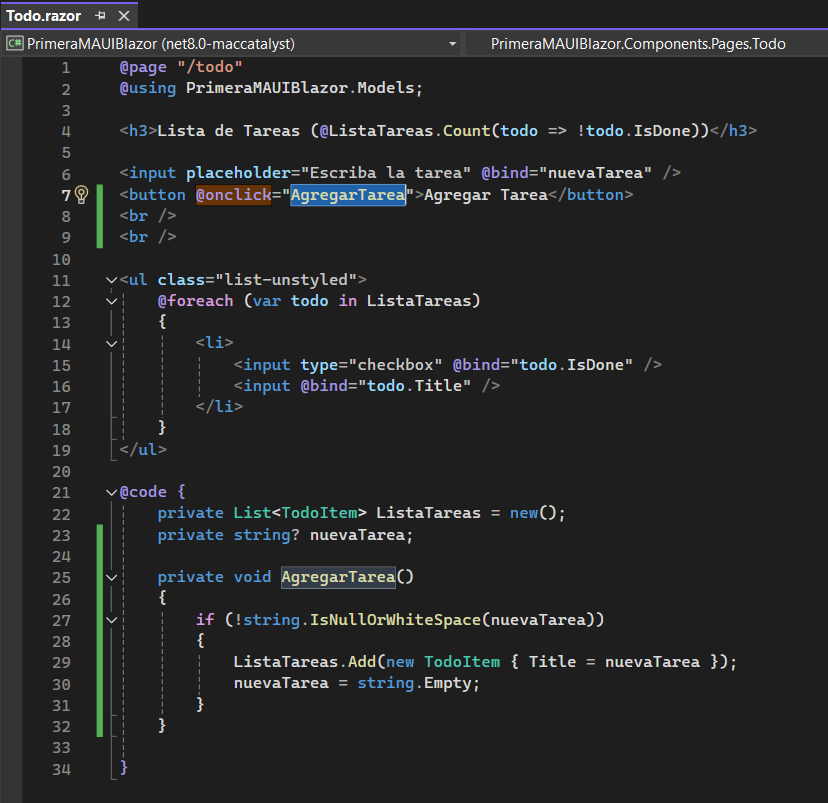 Todo.razor
C# PrimeraMAUIBlazor (net8.0-maccatalyst) PrimeraMAUIBlazor.Components.Pages.Todo
1 @page "/todo"
2 @using PrimeraMAUIBlazor.Models;
3
4 <h3>Lista de Tareas (@ListaTareas.Count(todo => !todo.IsDone))</h3>
5
6 <input placeholder="Escriba la tarea" @bind="nuevaTarea" />
7 <button @onclick="AgregarTarea">Agregar Tarea</button>
8 <br />
9 <br />
10
11 <ul class="list-unstyled">
12     @foreach (var todo in ListaTareas)
13     {
14         <li>
15             <input type="checkbox" @bind="todo.IsDone" />
16             <input @bind="todo.Title" />
17         </li>
18     }
19 </ul>
20
21 @code {
22     private List<TodoItem> ListaTareas = new();
23     private string? nuevaTarea;
24
25     private void AgregarTarea()
26     {
27         if (!string.IsNullOrWhiteSpace(nuevaTarea))
28         {
29             ListaTareas.Add(new TodoItem { Title = nuevaTarea });
30             nuevaTarea = string.Empty;
31         }
32     }
33
34 }